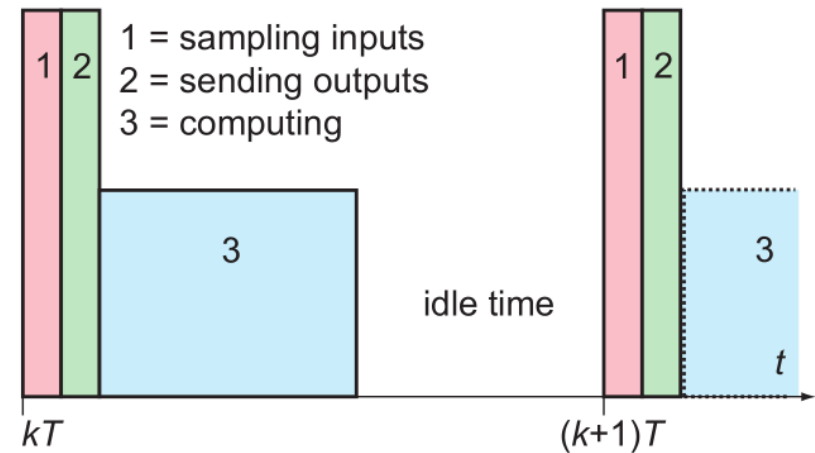 1 2
1 = sampling inputs
2 = sending outputs
3 = computing
1 2
3
idle time
3
t
kT
(k+1)T